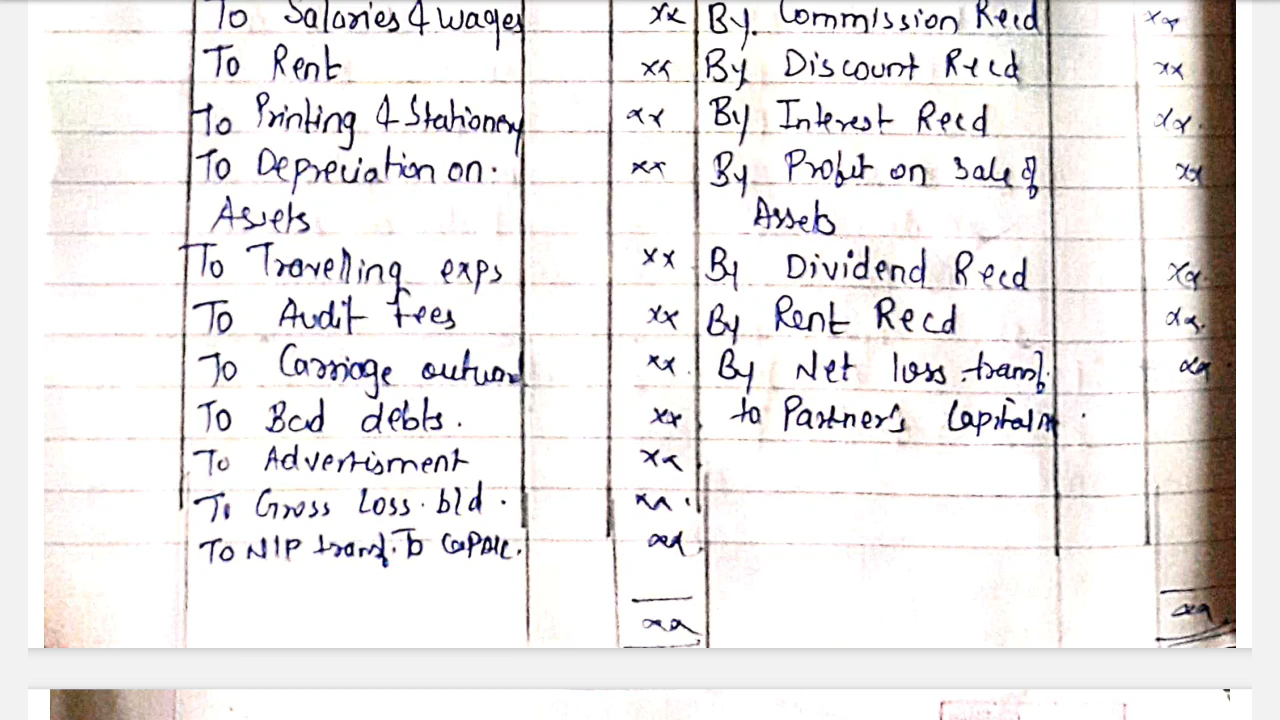 To Salaries & Wages xx By. Commission Recd xx
To Rent xx By Discount Recd xx
To Printing & Stationery xx By Interest Recd xx.
To Depreciation on. xx By Profit on Sale of xx
Assets Assets
To Travelling exps xx By Dividend Recd xx.
To Audit fees xx By Rent Recd xx.
To Carriage outward xx. By Net loss transf. xx.
To Bad debts. xx to Partner's Capital
To Advertisment xx
To Gross Loss. b/d. xx.
To N/P transf. To cap A/c. xx.
xx xx